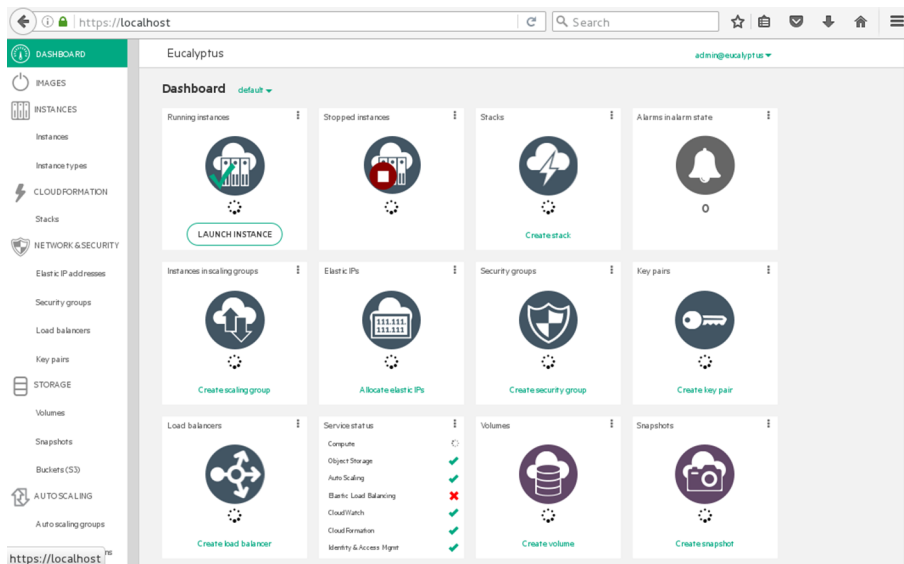 https://localhost
Search
DASHBOARD
IMAGES
INSTANCES
Instances
Instance types
CLOUDFORMATION
Stacks
NETWORK & SECURITY
Elastic IP addresses
Security groups
Load balancers
Key pairs
STORAGE
Volumes
Snapshots
Buckets (S3)
AUTO SCALING
Auto scaling groups
ns
https://localhost
Eucalyptus
admin@eucalyptus
Dashboard default
Running instances
LAUNCH INSTANCE
Stopped instances
Stacks
Create stack
Alarms in alarm state
0
Instances in scaling groups
Create scaling group
Elastic IPs
111.111.
111.111
Allocate elastic IPs
Security groups
Create security group
Key pairs
Create key pair
Load balancers
Create load balancer
Service status
Compute
Object Storage
Auto Scaling
Elastic Load Balancing
CloudWatch
CloudFormation
Identity & Access Mgmt
Volumes
Create volume
Snapshots
Create snapshot